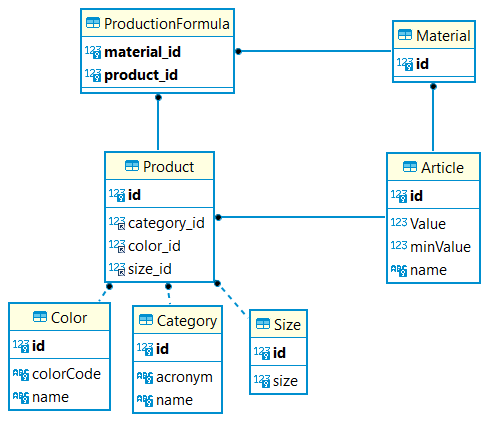 ProductionFormula
material_id
product_id
Material
id
Product
id
category_id
color_id
size_id
Article
id
Value
minValue
name
Color
id
colorCode
name
Category
id
acronym
name
Size
id
size